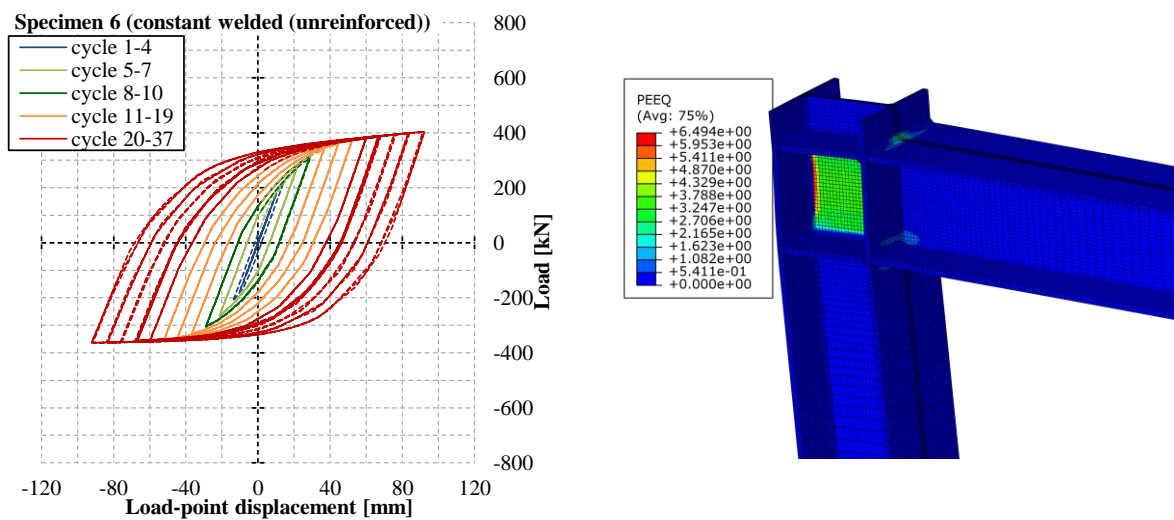 Specimen 6 (constant welded (unreinforced))
cycle 1-4
cycle 5-7
cycle 8-10
cycle 11-19
cycle 20-37
800
600
400
200
0
-200
-400
-600
-800
Load [kN]
-120 -80 -40 0 40 80 120
Load-point displacement [mm]
PEEQ
(Avg: 75%)
+6.494e+00
+5.953e+00
+5.411e+00
+4.870e+00
+4.329e+00
+3.788e+00
+3.247e+00
+2.706e+00
+2.165e+00
+1.623e+00
+1.082e+00
+5.411e-01
+0.000e+00